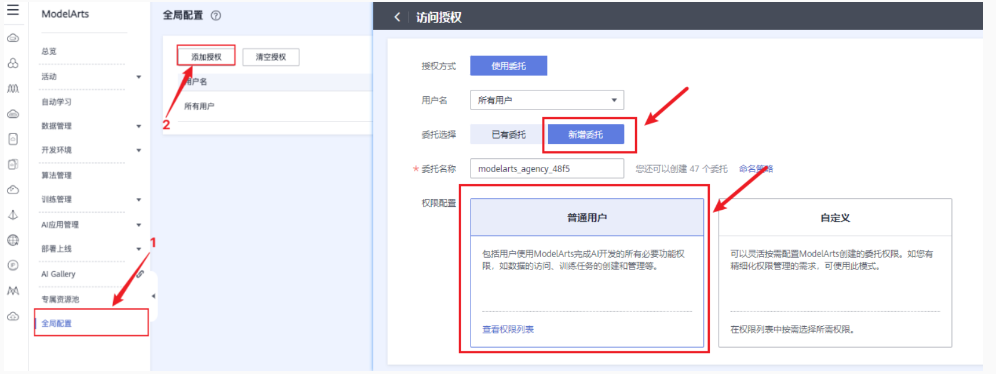 ModelArts
总览
活动
自动学习
数据管理
开发环境
算法管理
训练管理
AI应用管理
部署上线
AI Gallery
专属资源池
全局配置
1
全局配置
添加授权 清空授权
用户名
所有用户
2
访问授权
授权方式 使用委托
用户名 所有用户
委托选择 已有委托 新增委托
* 委托名称 modelarts_agency_48f5 您还可以创建 47 个委托 命名策略
权限配置
普通用户
包括用户使用ModelArts完成AI开发的所有必要功能权
限，如数据的访问、训练任务的创建和管理等。
查看权限列表
自定义
可以灵活按需配置ModelArts创建的委托权限。如您有
精细化权限管理的需求，可使用此模式。
在权限列表中按需选择所需权限。